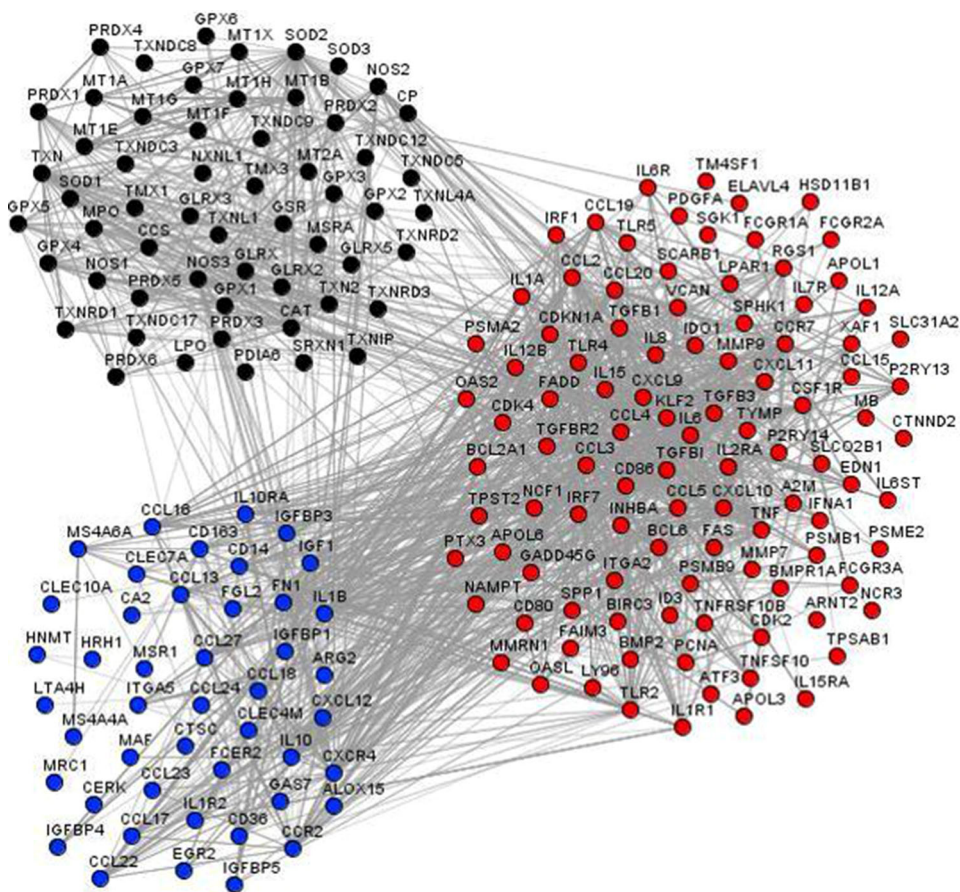 GPX6
PRDX4
TXNDC8
MT1X
SOD2
SOD3
GPX7
NOS2
MT1A
MT1H
MT1B
CP
PRDX1
MT1G
PRDX2
MT1E
MT1F
TXNDC9
TXN
TXNDC3
NXNL1
TMX3
MT2A
TXNDC12
TXNDC5
SOD1
TMX1
GLRX3
GPX3
GPX2
TXNL4A
GPX5
MPO
CCS
TXNL1
GSR
MSRA
GLRX5
TXNRD2
GPX4
NOS1
PRDX5
NOS3
GLRX
GLRX2
TXN2
TXNRD3
TXNRD1
TXNDC17
GPX1
PRDX3
CAT
TXNIP
PRDX6
LPO
PDIA6
SRXN1
IL6R
TM4SF1
ELAVL4
HSD11B1
IRF1
CCL19
TLR5
PDGFA
SGK1
FCGR1A
FCGR2A
IL1A
CCL2
CCL20
SCARB1
LPAR1
RGS1
APOL1
VCAN
IL7R
IL12A
PSMA2
CDKN1A
TGFB1
SPHK1
IL12B
TLR4
IL8
IDO1
MMP9
CCR7
XAF1
SLC31A2
OAS2
FADD
IL15
CXCL9
CXCL11
CCL15
P2RY13
CDK4
KLF2
TGFB3
CSF1R
MB
CTNND2
TGFBR2
CCL4
IL6
TYMP
BCL2A1
CCL3
TGFBI
IL2RA
P2RY14
SLCO2B1
EDN1
IL6ST
CD86
TPST2
NCF1
IRF7
INHBA
CCL5
CXCL10
A2M
IFNA1
PTX3
APOL6
BCL6
FAS
TNF
PSMB1
PSME2
GADD45G
ITGA2
PSMB9
MMP7
BMPR1A
FCGR3A
NAMPT
CD80
SPP1
BIRC3
ID3
TNFRSF10B
ARNT2
NCR3
CDK2
MMRN1
FAIM3
BMP2
PCNA
TPSAB1
OASL
LY96
TNFSF10
ATF3
IL15RA
TLR2
IL1R1
APOL3
IL10RA
CCL16
IGFBP3
MS4A6A
CD163
CLEC7A
CD14
IGF1
CLEC10A
CCL13
FGL2
FN1
IL1B
CA2
HNMT
HRH1
MSR1
CCL27
IGFBP1
ARG2
LTA4H
ITGA5
CCL24
CCL18
CXCL12
MS4A4A
CTSC
CLEC4M
MAF
FCER2
IL10
CXCR4
MRC1
CCL23
GAS7
ALOX15
CERK
IL1R2
IGFBP4
CCL17
CD36
CCR2
CCL22
EGR2
IGFBP5